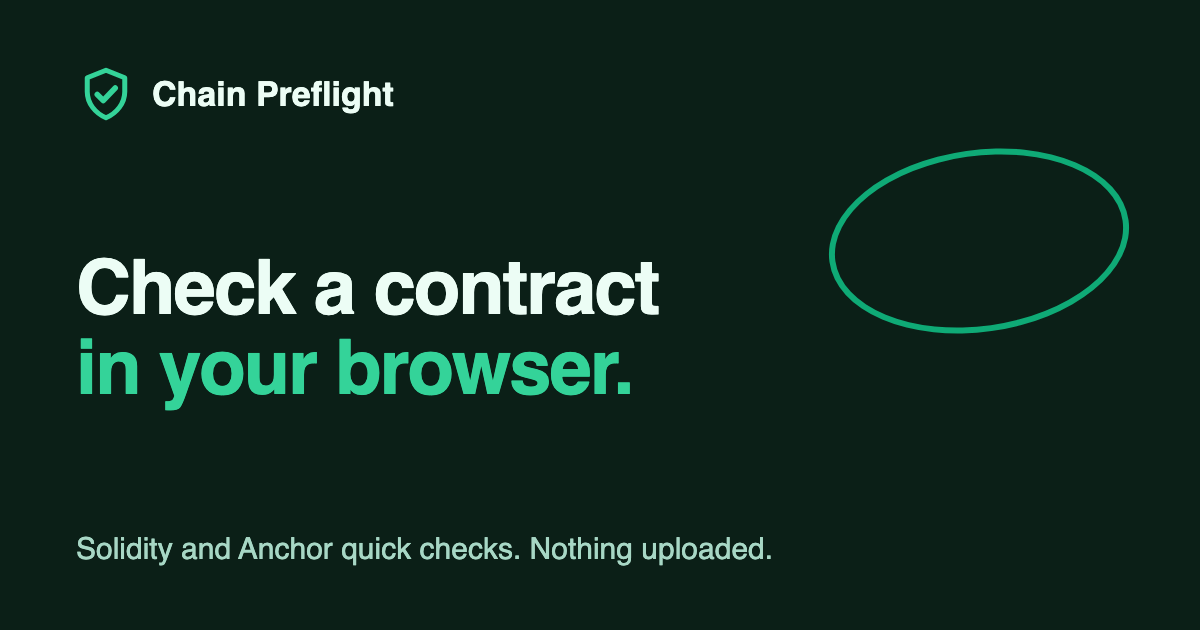 Chain Preflight
Check a contract
in your browser.
Solidity and Anchor quick checks. Nothing uploaded.